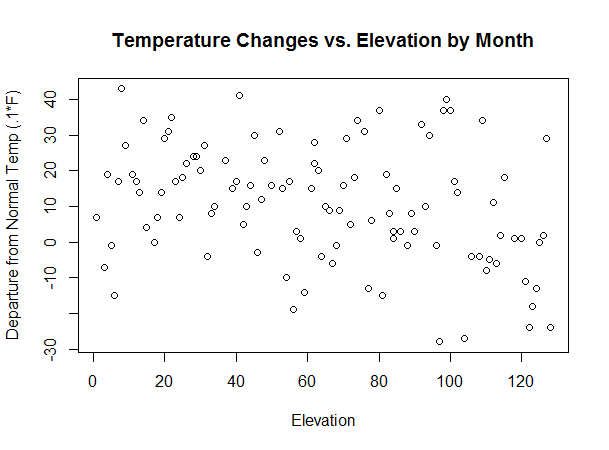 Temperature Changes vs. Elevation by Month
Departure from Normal Temp (.1*F)
40
30
20
10
0
-10
-30
0 20 40 60 80 100 120
Elevation